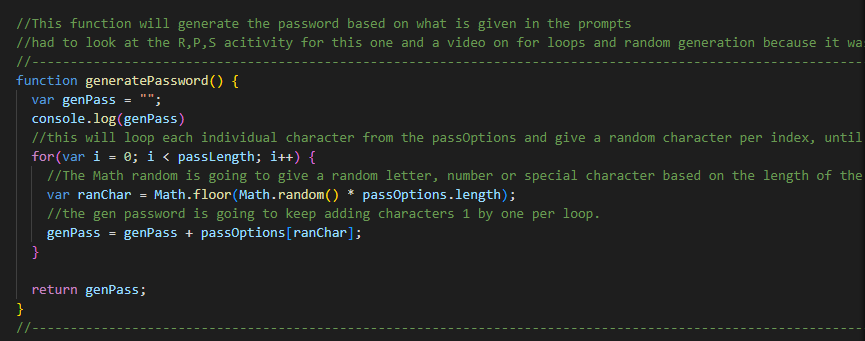 //This function will generate the password based on what is given in the prompts
//had to look at the R,P,S acitivity for this one and a video on for loops and random generation because it wa
//--------------------------------------------------------------------------------------------------------
function generatePassword() {
  var genPass = "";
  console.log(genPass)
  //this will loop each individual character from the passOptions and give a random character per index, until
  for(var i = 0; i < passLength; i++) {
    //The Math random is going to give a random letter, number or special character based on the length of the
    var ranChar = Math.floor(Math.random() * passOptions.length);
    //the gen password is going to keep adding characters 1 by one per loop.
    genPass = genPass + passOptions[ranChar];
  }
  return genPass;
}
//--------------------------------------------------------------------------------------------------------